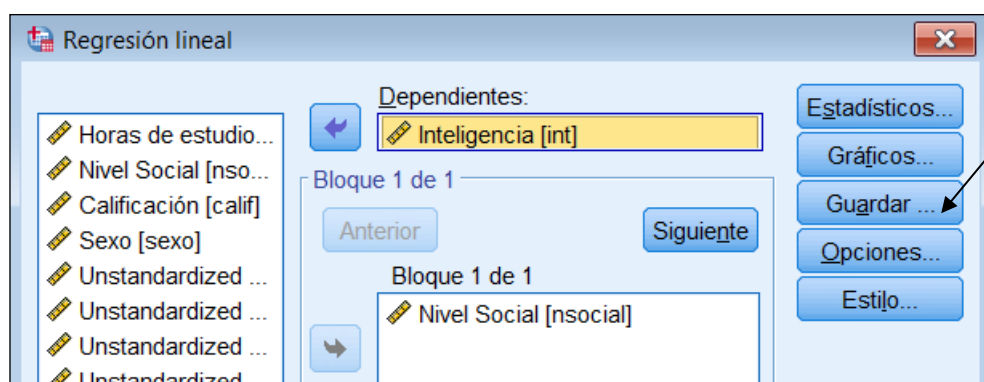 Regresión lineal
Horas de estudio...
Nivel Social [nso...
Calificación [calif]
Sexo [sexo]
Unstandardized ...
Unstandardized ...
Unstandardized ...
Unstandardized
Dependientes:
Inteligencia [int]
Bloque 1 de 1
Anterior
Siguiente
Bloque 1 de 1
Nivel Social [nsocial]
Estadísticos...
Gráficos...
Guardar ...
Opciones...
Estilo...